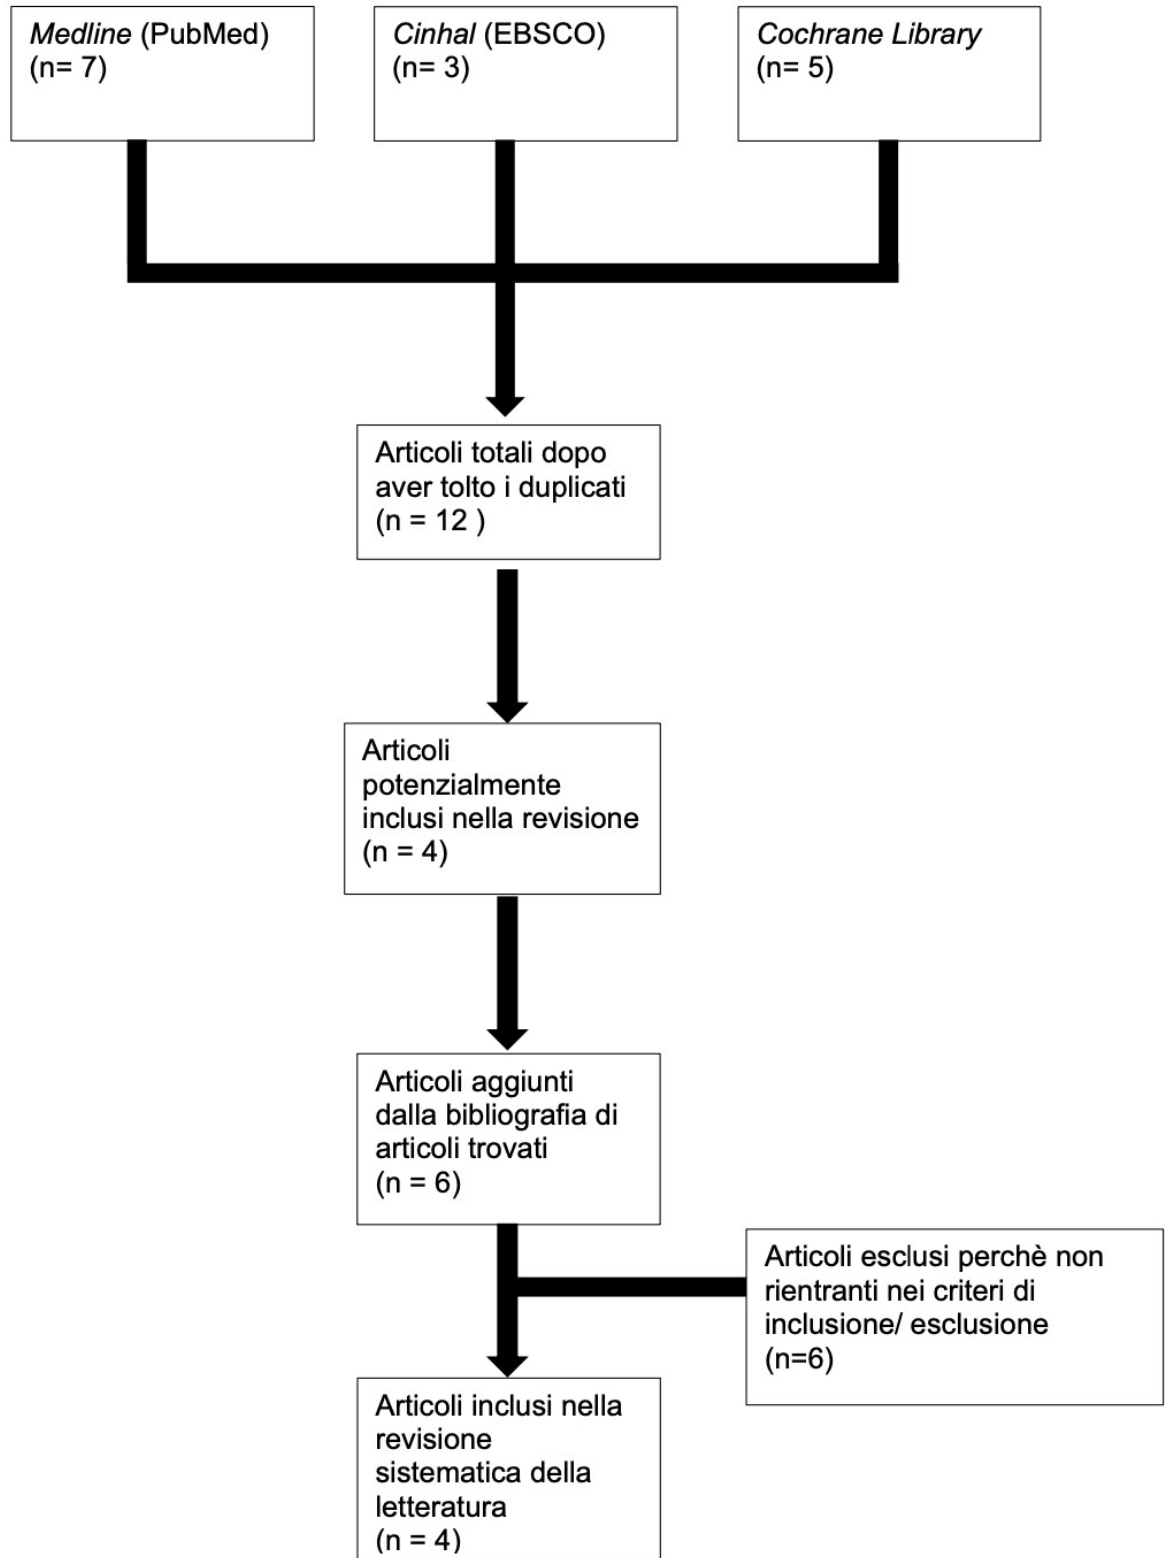 Medline (PubMed)
(n= 7)
Cinhal (EBSCO)
(n= 3)
Cochrane Library
(n= 5)
Articoli totali dopo
aver tolto i duplicati
(n = 12 )
Articoli
potenzialmente
inclusi nella revisione
(n = 4)
Articoli aggiunti
dalla bibliografia di
articoli trovati
(n = 6)
Articoli esclusi perchè non
rientranti nei criteri di
inclusione/ esclusione
(n=6)
Articoli inclusi nella
revisione
sistematica della
letteratura
(n = 4)